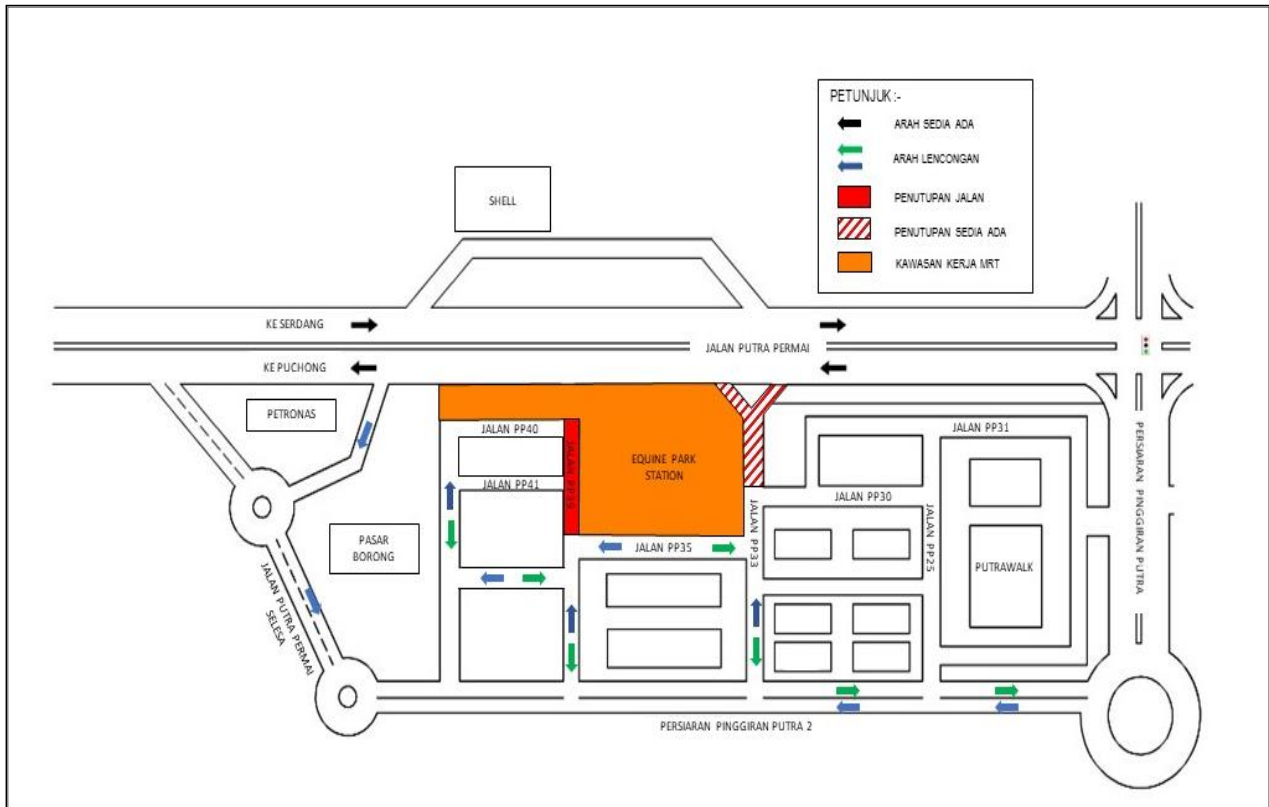 PETUNJUK :-
ARAH SEDIA ADA
ARAH LENCONGAN
PENUTUPAN JALAN
PENUTUPAN SEDIA ADA
KAWASAN KERJA MRT
SHELL
KE SERDANG
JALAN PUTRA PERMAI
KE PUCHONG
PETRONAS
JALAN PP40
JALAN PP39
JALAN PP41
EQUINE PARK
STATION
JALAN PP31
JALAN PP30
PERSIARAN PINGGIRAN PUTRA
PASAR
BORONG
JALAN PP35
JALAN PP33
JALAN PP25
PUTRAWALK
JALAN PUTRA PERMAI
SELESA
PERSIARAN PINGGIRAN PUTRA 2